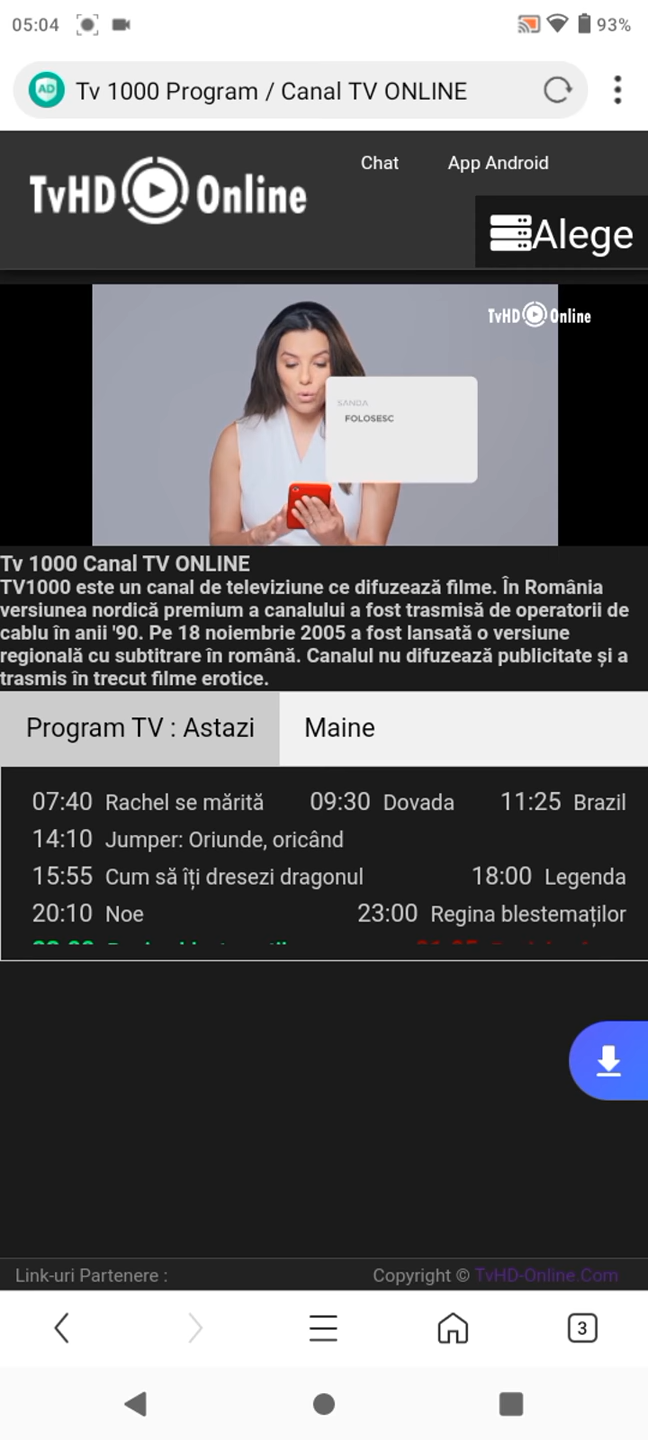 05:04
93%
AD
Tv 1000 Program / Canal TV ONLINE
TvHD Online
Chat App Android
Alege
TvHD Online
SANDA
FOLOSESC
Tv 1000 Canal TV ONLINE
TV1000 este un canal de televiziune ce difuzează filme. În România
versiunea nordică premium a canalului a fost trasmisă de operatorii de
cablu în anii '90. Pe 18 noiembrie 2005 a fost lansată o versiune
regională cu subtitrare în română. Canalul nu difuzează publicitate și a
trasmis în trecut filme erotice.
Program TV : Astazi Maine
07:40 Rachel se mărită 09:30 Dovada 11:25 Brazil
14:10 Jumper: Oriunde, oricând
15:55 Cum să îți dresezi dragonul 18:00 Legenda
20:10 Noe 23:00 Regina blestemaților
Link-uri Partenere : Copyright © TvHD-Online.Com
3